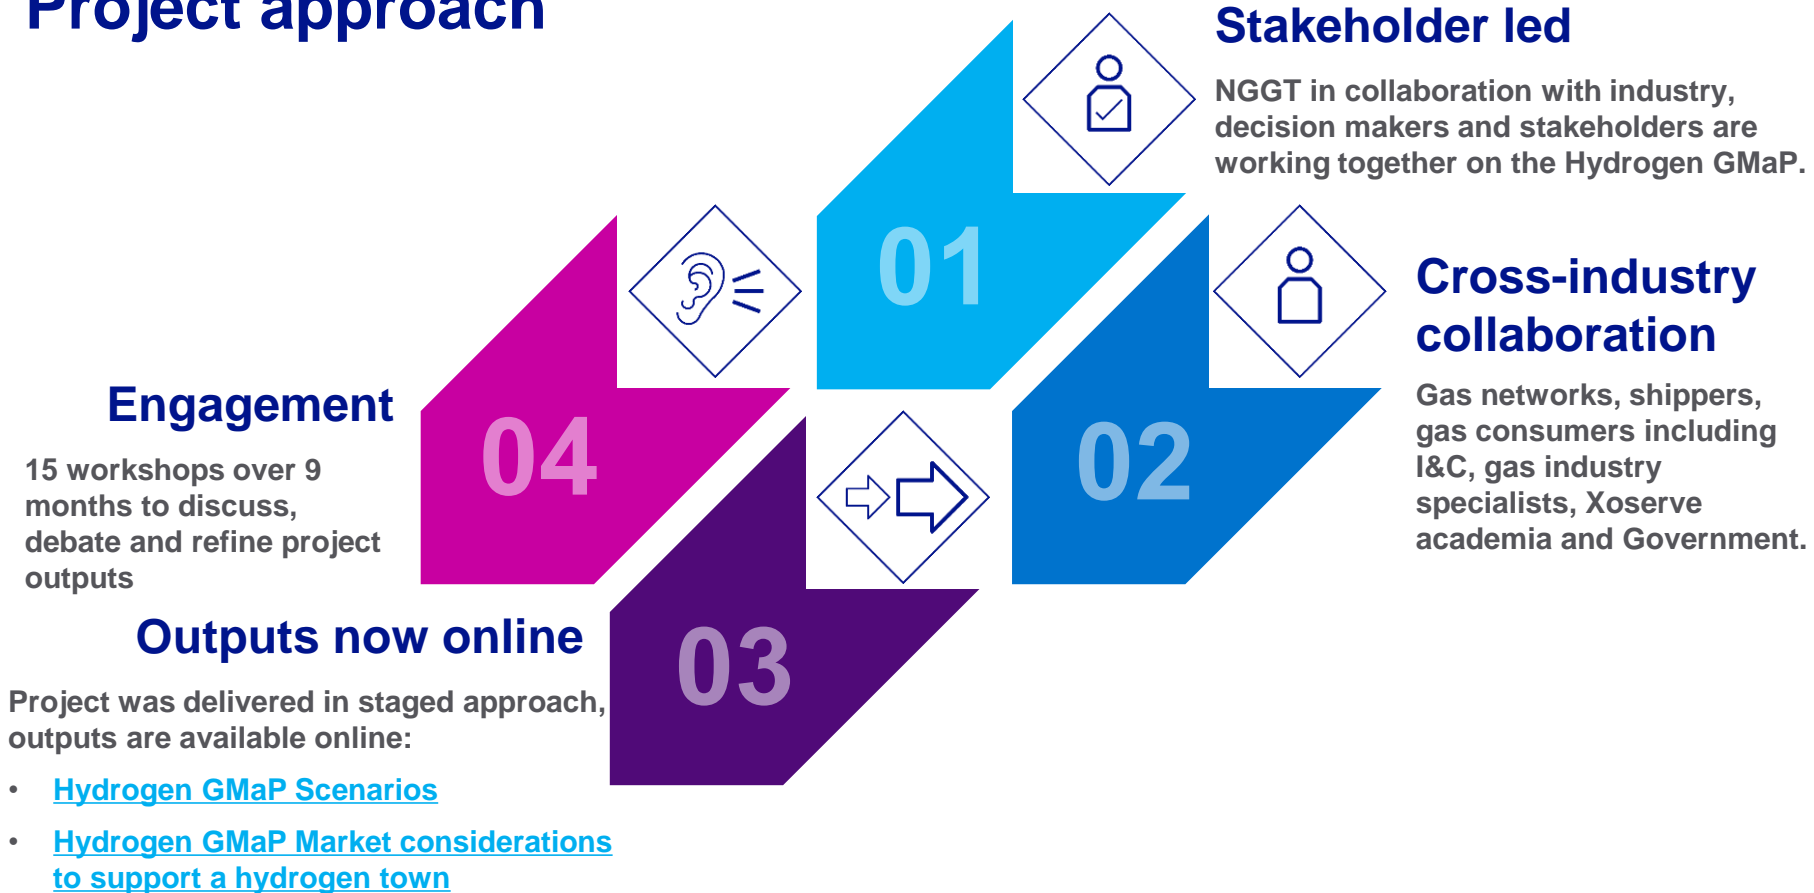 Project approach
Stakeholder led
NGGT in collaboration with industry,
decision makers and stakeholders are
working together on the Hydrogen GMaP.
01
Cross-industry
collaboration
Gas networks, shippers,
gas consumers including
I&C, gas industry
specialists, Xoserve
academia and Government.
02
Engagement
15 workshops over 9
months to discuss,
debate and refine project
outputs
04
Outputs now online
Project was delivered in staged approach,
outputs are available online:
• Hydrogen GMaP Scenarios
• Hydrogen GMaP Market considerations
to support a hydrogen town
03